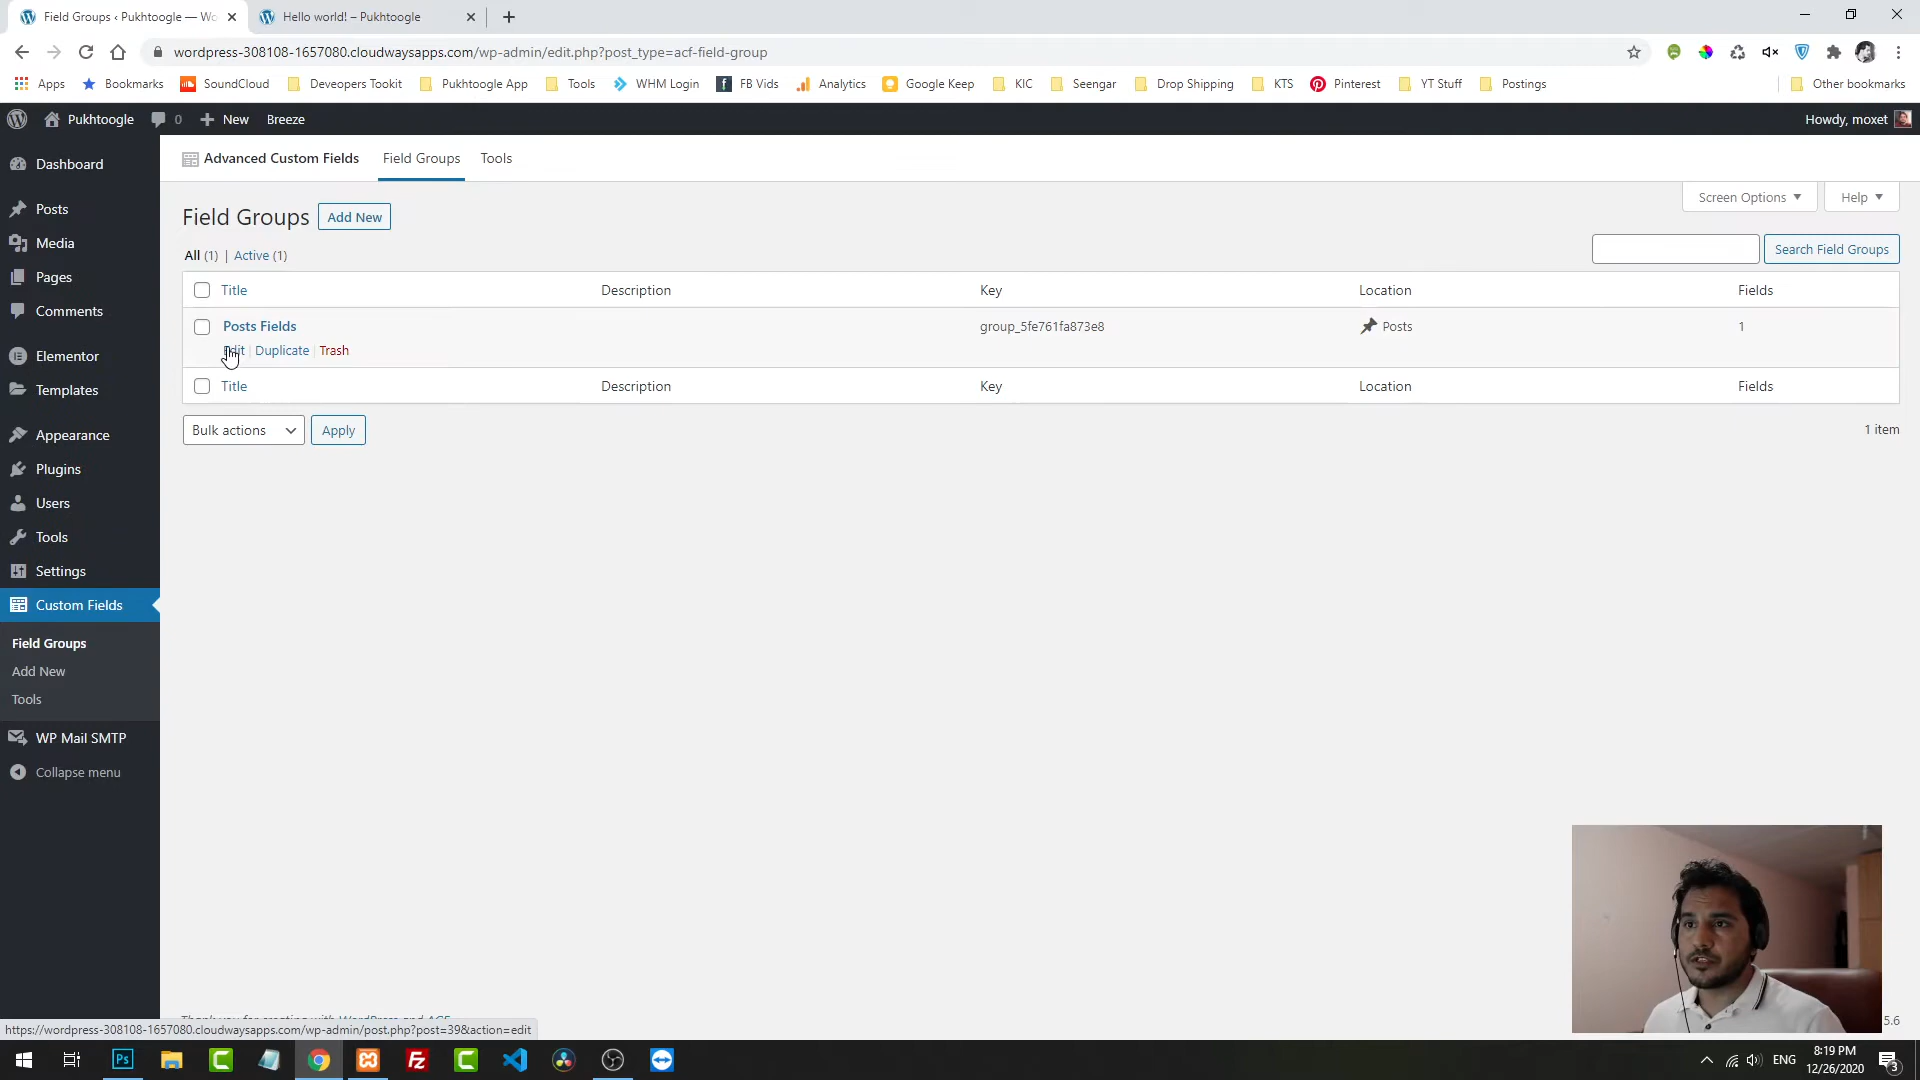 Field Groups ‹ Pukhtoogle — Wo
Hello world! – Pukhtoogle
wordpress-308108-1657080.cloudwaysapps.com/wp-admin/edit.php?post_type=acf-field-group
Apps
Bookmarks
SoundCloud
Deveopers Tookit
Pukhtoogle App
Tools
WHM Login
FB Vids
Analytics
Google Keep
KIC
Seengar
Drop Shipping
KTS
Pinterest
YT Stuff
Postings
Other bookmarks
Pukhtoogle
0
New
Breeze
Howdy, moxet
Dashboard
Posts
Media
Pages
Comments
Elementor
Templates
Appearance
Plugins
Users
Tools
Settings
Custom Fields
Field Groups
Add New
Tools
WP Mail SMTP
Collapse menu
Advanced Custom Fields
Field Groups
Tools
Screen Options
Help
Field Groups
Add New
All (1) | Active (1)
Search Field Groups
Title Description Key Location Fields
Posts Fields group_5fe761fa873e8 Posts 1
Edit | Duplicate | Trash
Title Description Key Location Fields
Bulk actions
Apply
1 item
Thank you for creating with WordPress and ACF.
5.6
https://wordpress-308108-1657080.cloudwaysapps.com/wp-admin/post.php?post=39&action=edit
Ps
Fz
ENG
8:19 PM
12/26/2020
3